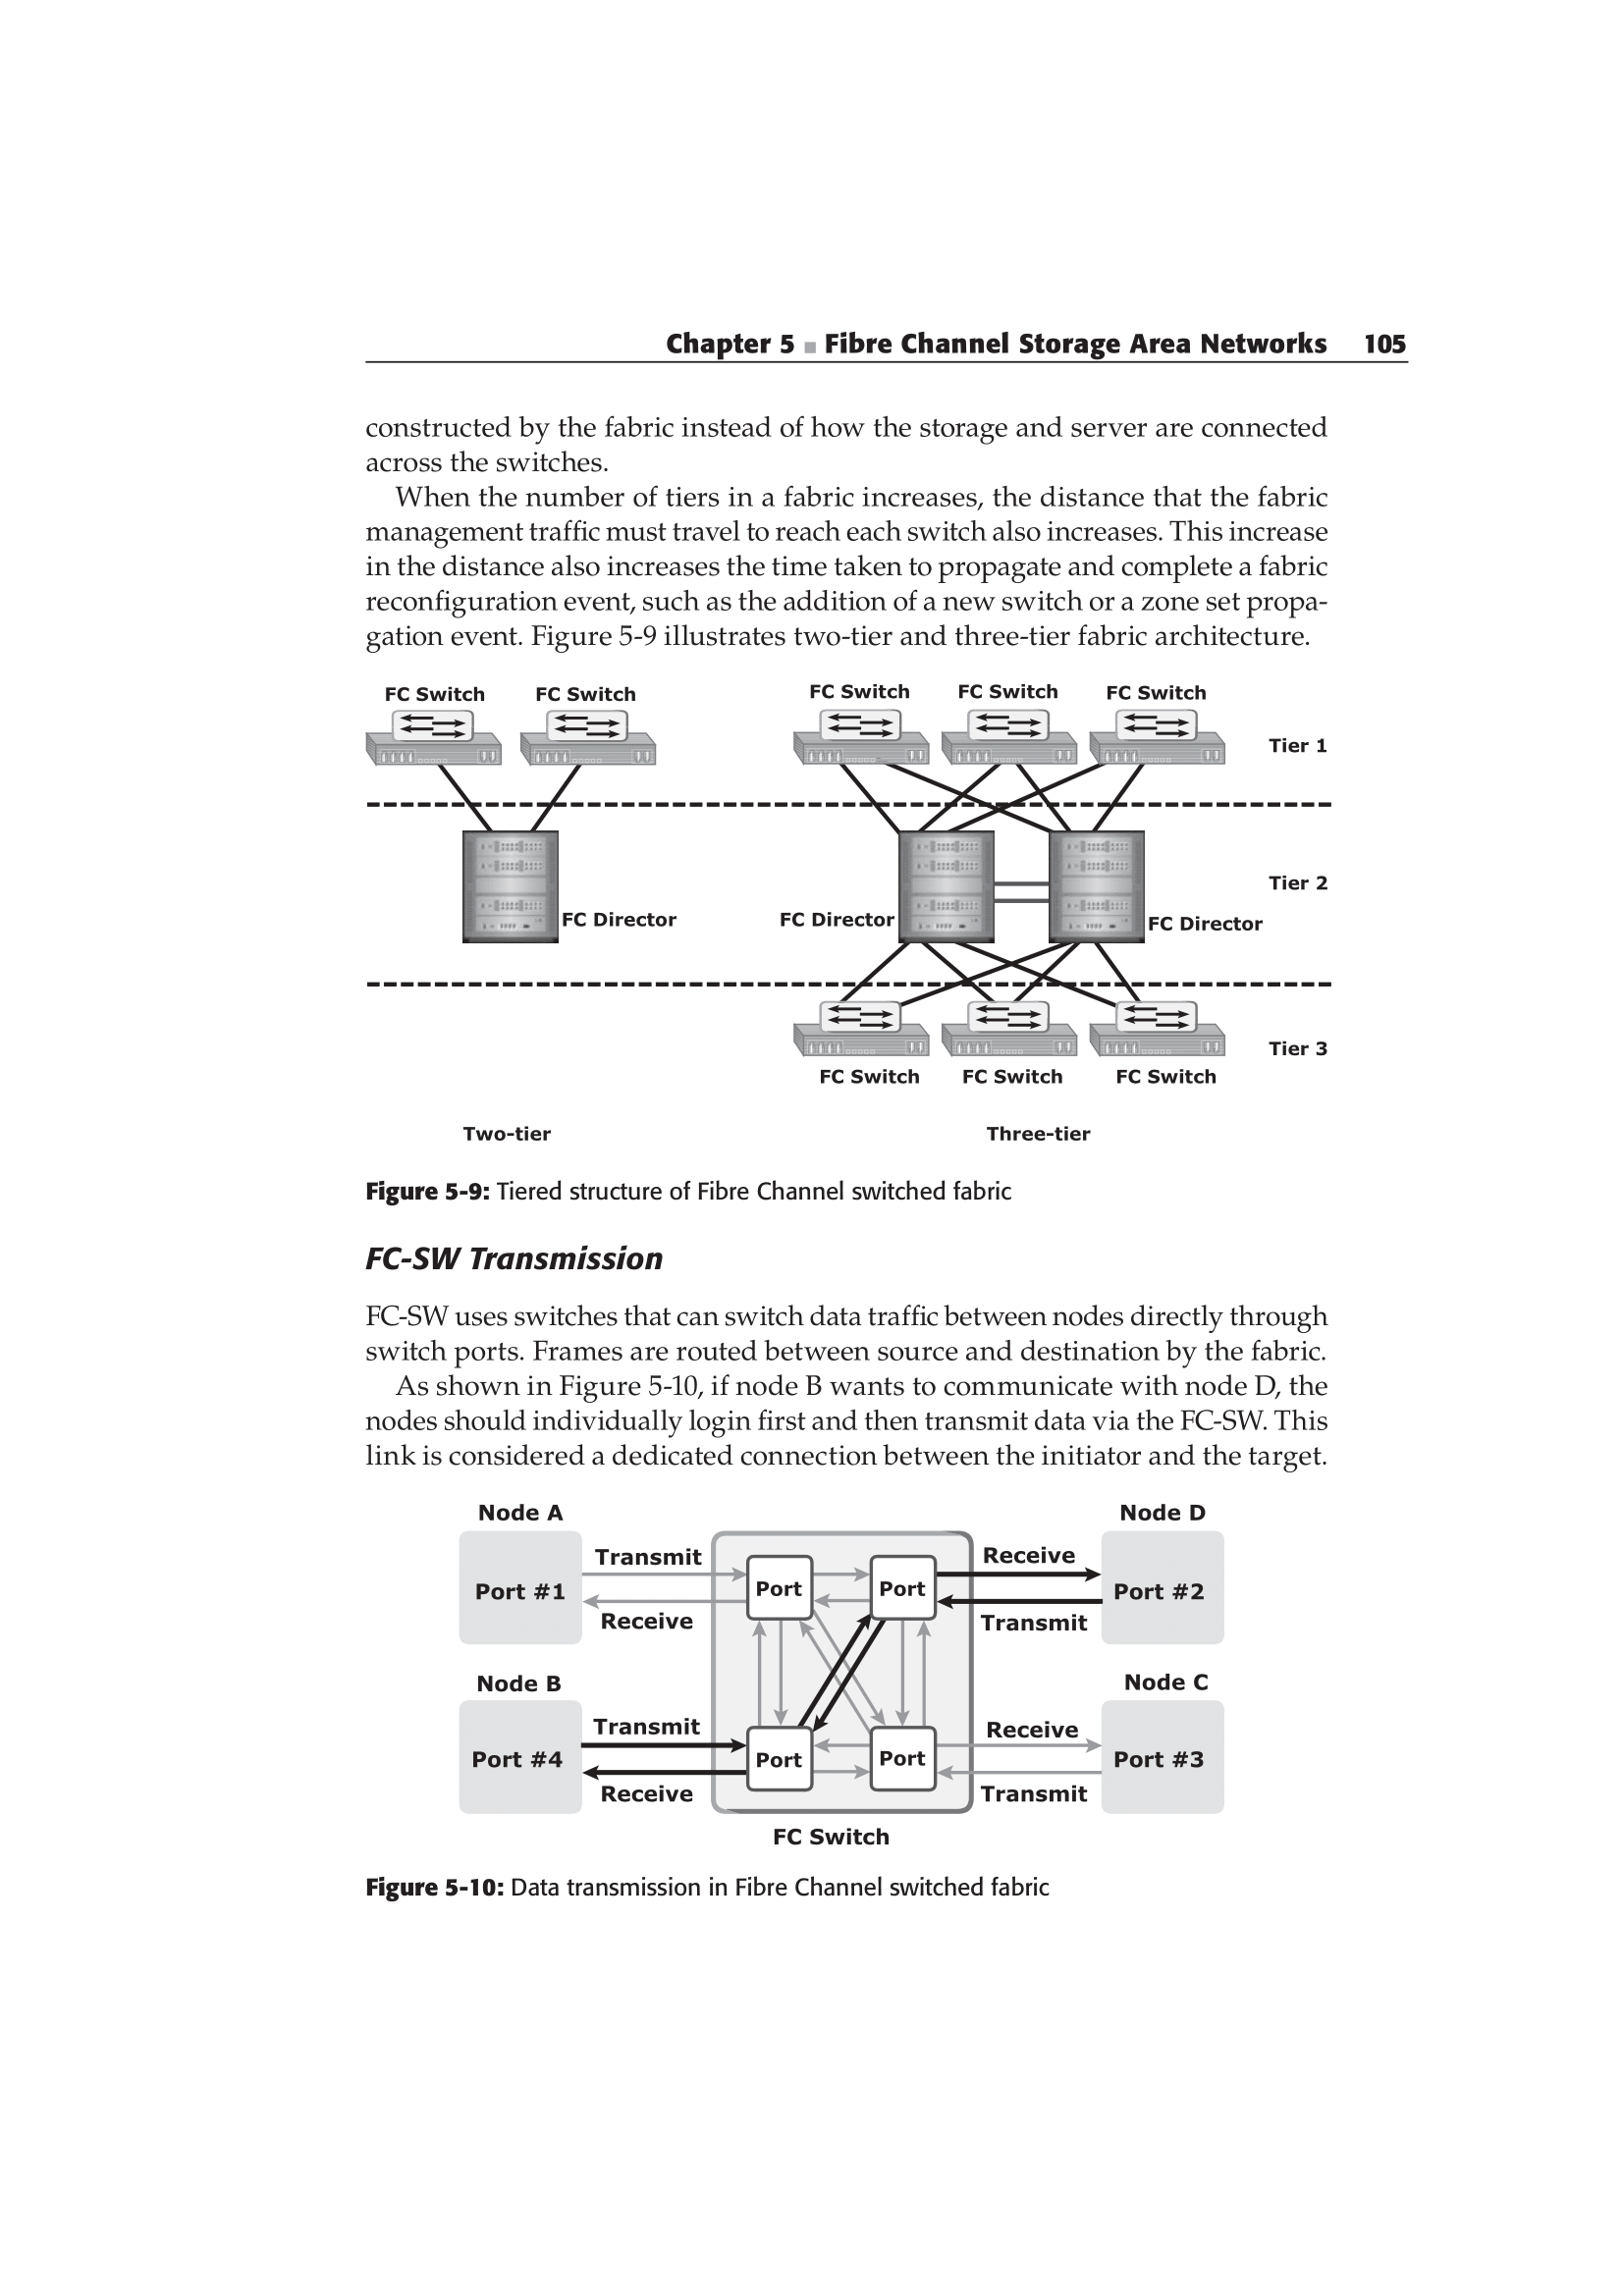 Chapter 5 ■ Fibre Channel Storage Area Networks 105
constructed by the fabric instead of how the storage and server are connected
across the switches.
When the number of tiers in a fabric increases, the distance that the fabric
management traffic must travel to reach each switch also increases. This increase
in the distance also increases the time taken to propagate and complete a fabric
reconfiguration event, such as the addition of a new switch or a zone set propa-
gation event. Figure 5-9 illustrates two-tier and three-tier fabric architecture.
FC Switch FC Switch FC Switch FC Switch FC Switch
Tier 1
Tier 2
FC Director FC Director FC Director
Tier 3
FC Switch FC Switch FC Switch
Two-tier Three-tier
Figure 5-9: Tiered structure of Fibre Channel switched fabric
FC-SW Transmission
FC-SW uses switches that can switch data traffic between nodes directly through
switch ports. Frames are routed between source and destination by the fabric.
As shown in Figure 5-10, if node B wants to communicate with node D, the
nodes should individually login first and then transmit data via the FC-SW. This
link is considered a dedicated connection between the initiator and the target.
Node A Node D
Transmit Receive
Port #1 Port Port Port #2
Receive Transmit
Node B Node C
Transmit Receive
Port #4 Port Port Port #3
Receive Transmit
FC Switch
Figure 5-10: Data transmission in Fibre Channel switched fabric